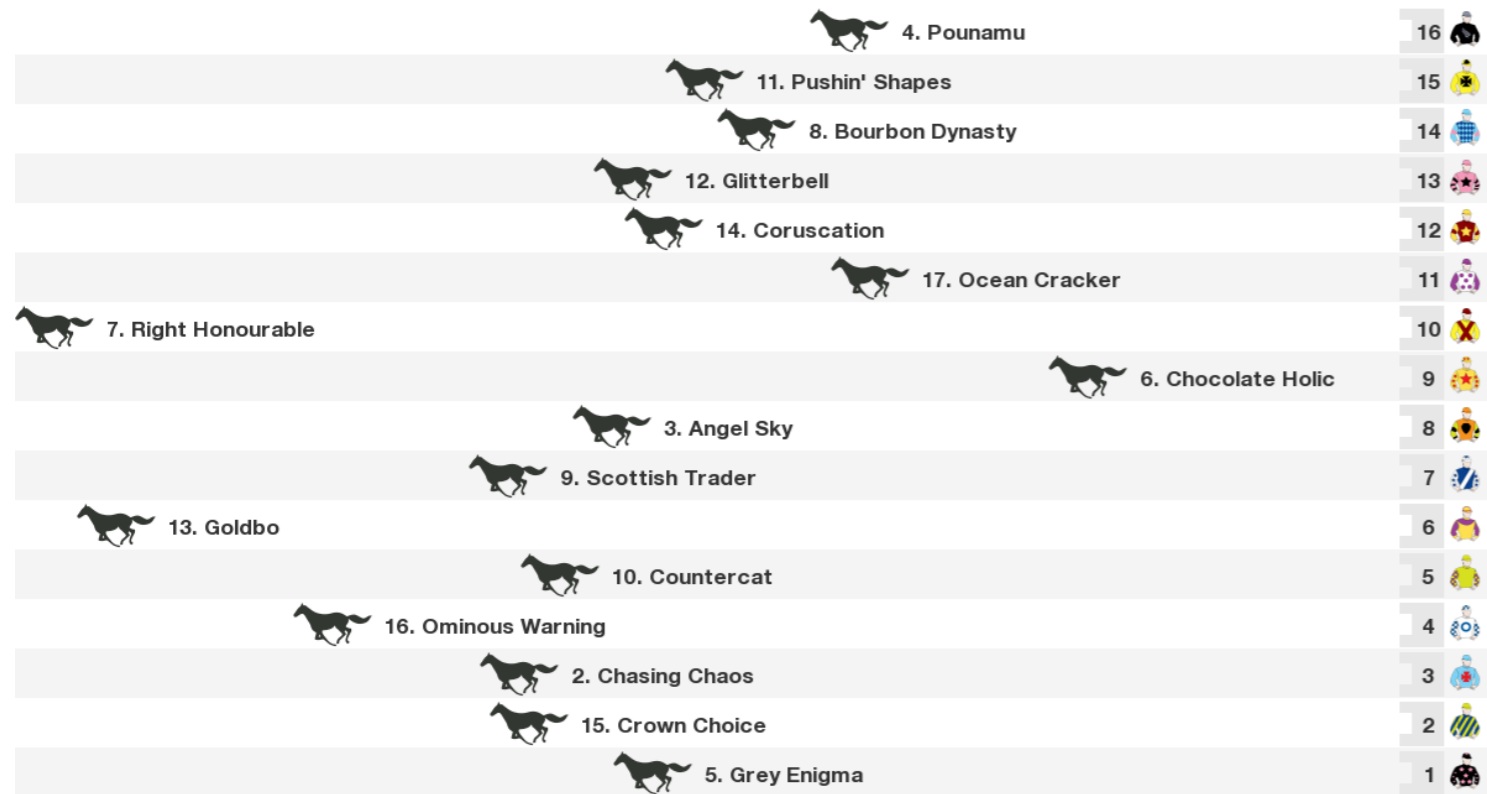 4. Pounamu 16
11. Pushin' Shapes 15
8. Bourbon Dynasty 14
12. Glitterbell 13
14. Coruscation 12
17. Ocean Cracker 11
7. Right Honourable 10
6. Chocolate Holic 9
3. Angel Sky 8
9. Scottish Trader 7
13. Goldbo 6
10. Countercat 5
16. Ominous Warning 4
2. Chasing Chaos 3
15. Crown Choice 2
5. Grey Enigma 1